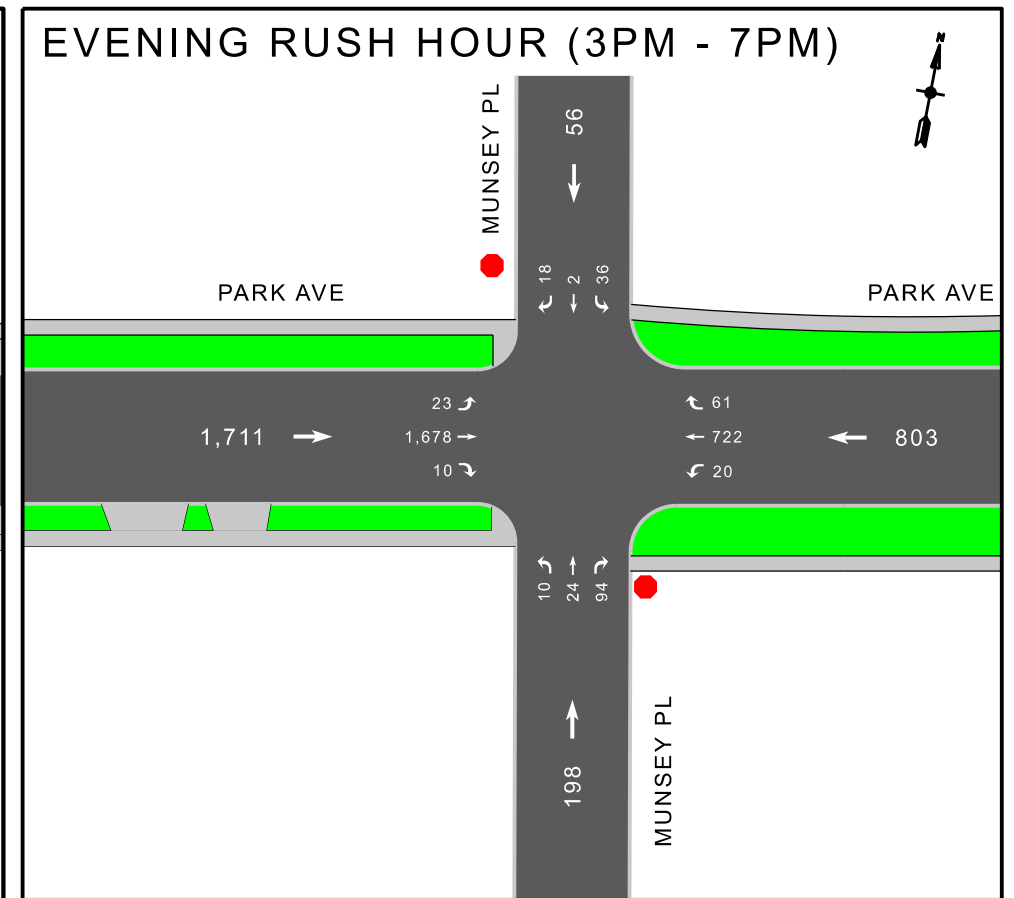 EVENING RUSH HOUR (3PM - 7PM)
N
MUNSEY PL
56
18 2 36
PARK AVE
PARK AVE
23
1,711
1,678
10
61
722
803
20
10 24 94
198
MUNSEY PL